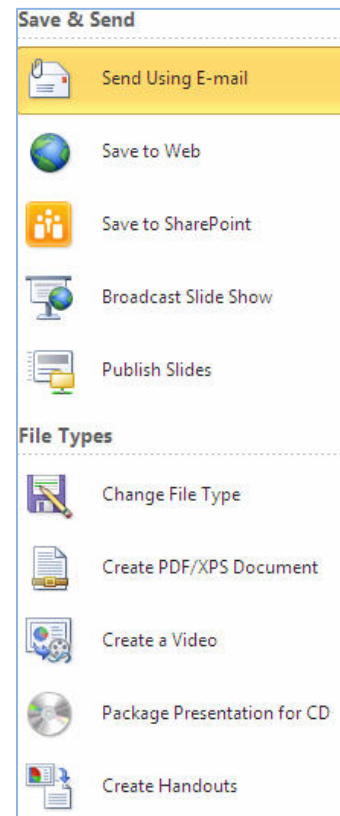 Save & Send
Send Using E-mail
Save to Web
Save to SharePoint
Broadcast Slide Show
Publish Slides
File Types
Change File Type
Create PDF/XPS Document
Create a Video
Package Presentation for CD
Create Handouts